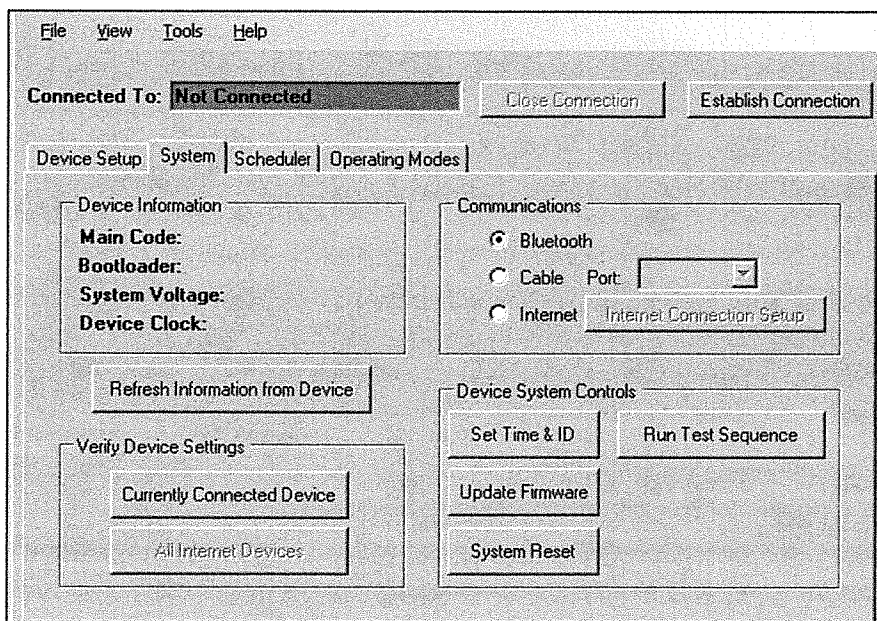 File View Tools Help
Connected To: Not Connected Close Connection Establish Connection
Device Setup System Scheduler Operating Modes
Device Information
Main Code:
Bootloader:
System Voltage:
Device Clock:
Refresh Information from Device
Verify Device Settings
Currently Connected Device
All Internet Devices
Communications
Bluetooth
Cable Port:
Internet Internet Connection Setup
Device System Controls
Set Time & ID Run Test Sequence
Update Firmware
System Reset